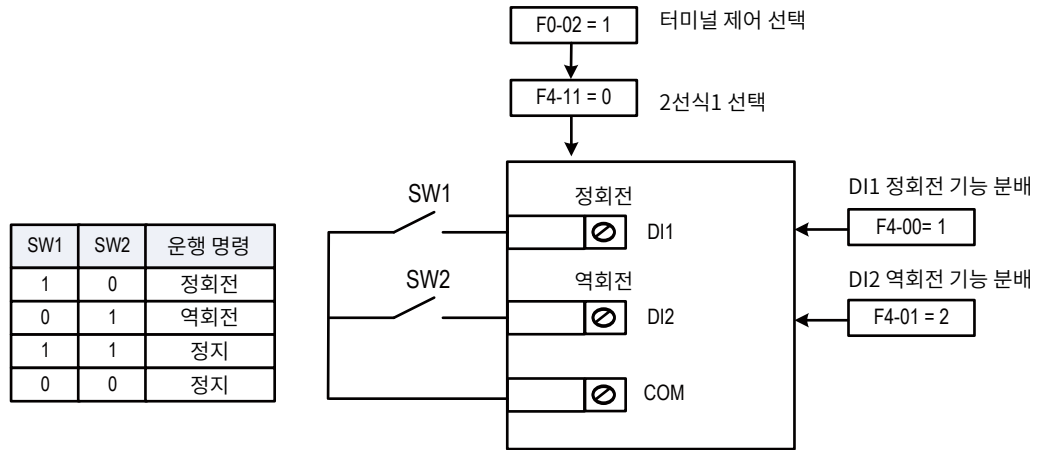 F0-02 = 1
터미널 제어 선택
F4-11 = 0
2선식1 선택
SW1 SW2 운행 명령
1 0 정회전
0 1 역회전
1 1 정지
0 0 정지
SW1
SW2
정회전
DI1
역회전
DI2
COM
DI1 정회전 기능 분배
F4-00= 1
DI2 역회전 기능 분배
F4-01 = 2